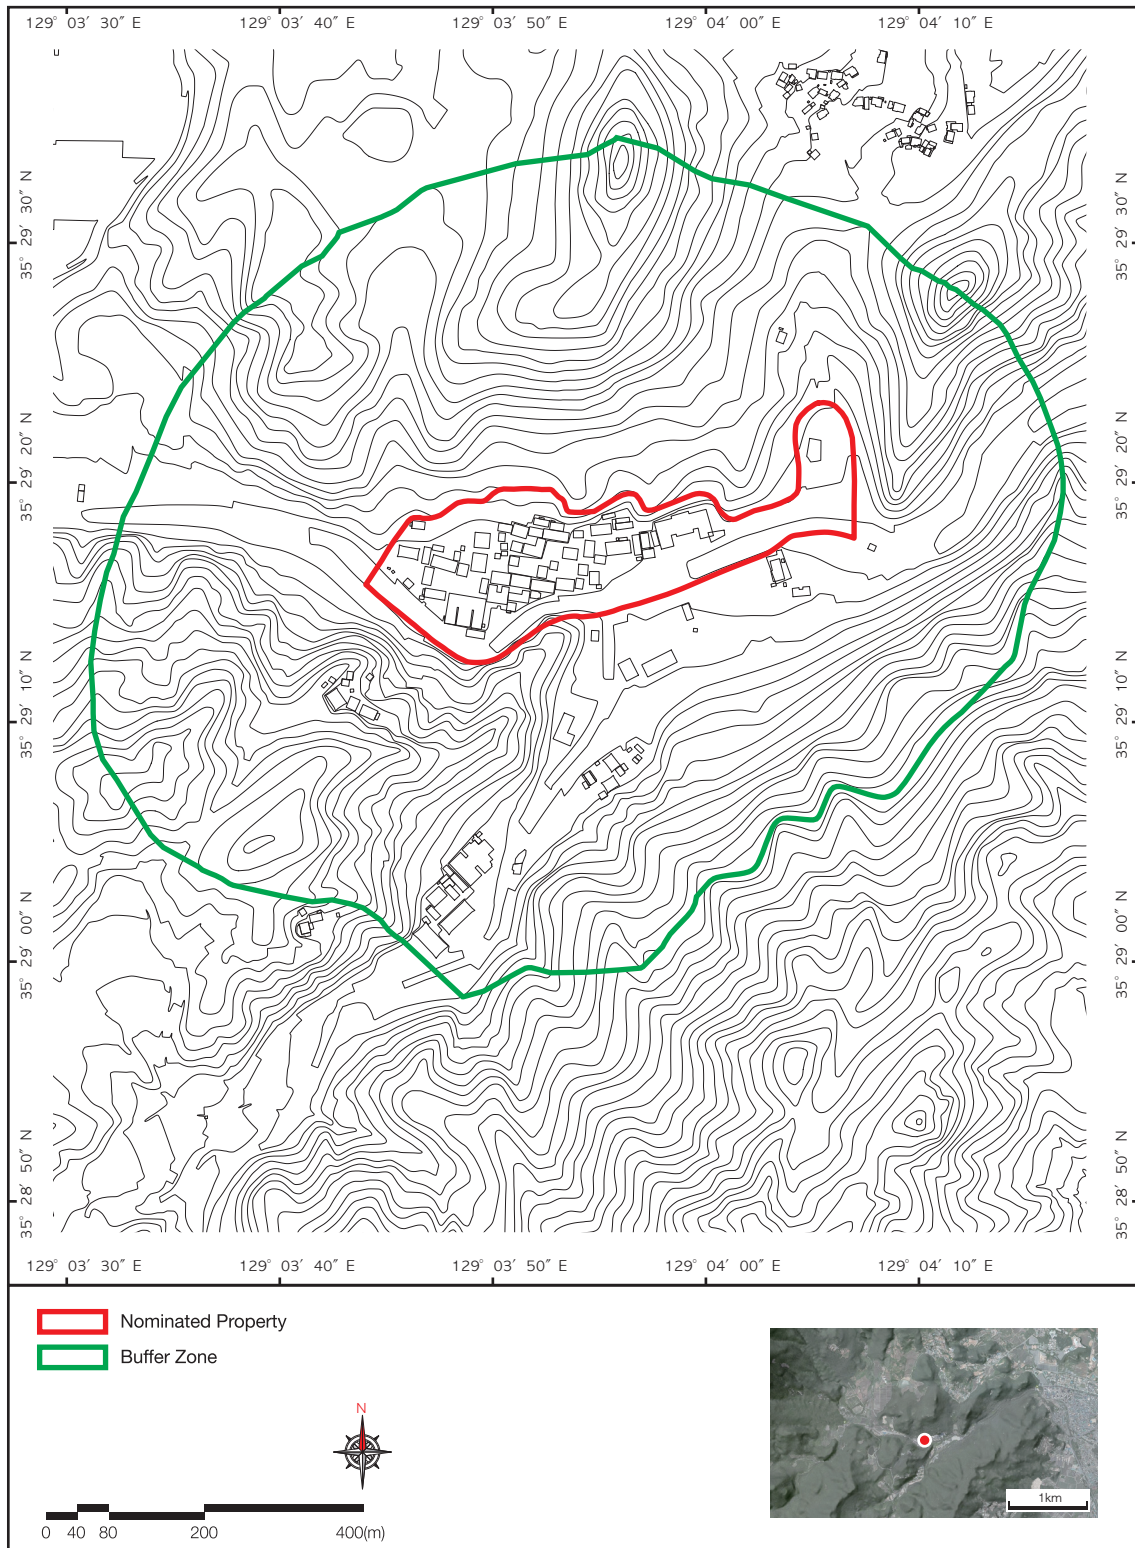 129° 03′ 30″ E
129° 03′ 40″ E
129° 03′ 50″ E
129° 04′ 00″ E
129° 04′ 10″ E
35° 29′ 30″ N
35° 29′ 30″ N
35° 29′ 20″ N
35° 29′ 20″ N
35° 29′ 10″ N
35° 29′ 10″ N
35° 29′ 00″ N
35° 29′ 00″ N
35° 28′ 50″ N
35° 28′ 50″ N
129° 03′ 30″ E
129° 03′ 40″ E
129° 03′ 50″ E
129° 04′ 00″ E
129° 04′ 10″ E
Nominated Property
Buffer Zone
N
0 40 80 200 400(m)
1km